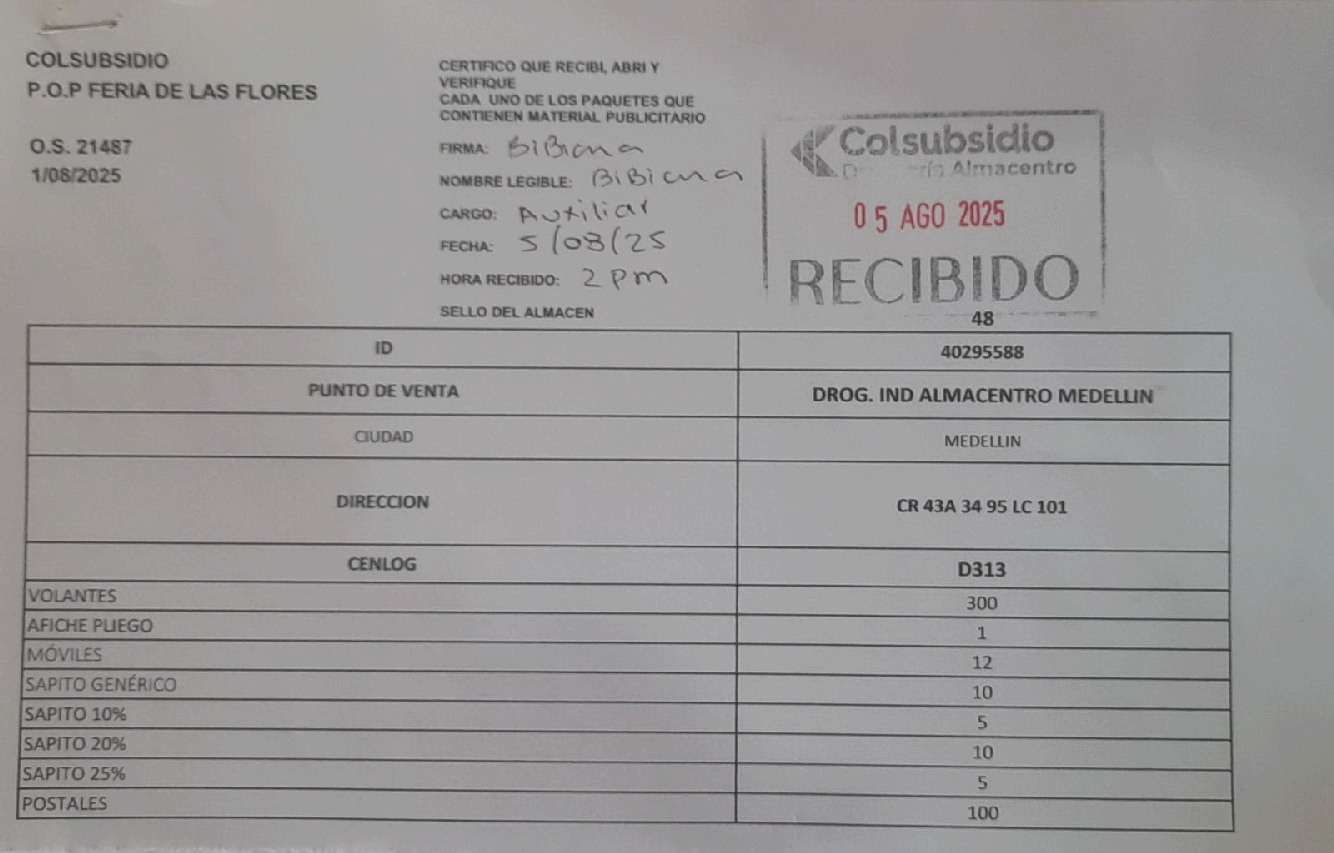 COLSUBSIDIO
P.O.P FERIA DE LAS FLORES
O.S. 21487
1/08/2025
CERTIFICO QUE RECIBI, ABRI Y
VERIFIQUE
CADA UNO DE LOS PAQUETES QUE
CONTIENEN MATERIAL PUBLICITARIO
FIRMA: BiBiana
NOMBRE LEGIBLE: BiBiana
CARGO: Auxiliar
FECHA: 5/08/25
HORA RECIBIDO: 2 pm
SELLO DEL ALMACEN
Colsubsidio
Almacentro
05 AGO 2025
RECIBIDO
48
ID 40295588
PUNTO DE VENTA DROG. IND ALMACENTRO MEDELLIN
CIUDAD MEDELLIN
DIRECCION CR 43A 34 95 LC 101
CENLOG D313
VOLANTES 300
AFICHE PLIEGO 1
MÓVILES 12
SAPITO GENÉRICO 10
SAPITO 10% 5
SAPITO 20% 10
SAPITO 25% 5
POSTALES 100